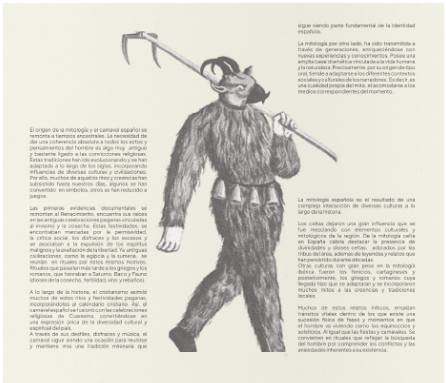 El origen de la mitología y el carnaval español se
remonta a tiempos ancestrales. La necesidad de
dar una coherencia absoluta a todos los actos y
pensamientos del hombre es algo muy antiguo
y bastante ligado a las convicciones religiosas.
Estas tradiciones han ido evolucionando y se han
adaptado a lo largo de los siglos, incorporando
influencias de diversas culturas y civilizaciones.
Por ello, muchos de aquellos ritos y creencias han
subsistido hasta nuestros días, algunos se han
convertido en símbolos, otros se han reducido a
juegos.
Las primeras evidencias documentales se
remontan al Renacimiento, encuentra sus raíces
en las antiguas celebraciones paganas vinculadas
al invierno y la cosecha. Estas festividades, se
encontraban marcadas por la permisividad,
la crítica social, los disfraces y los excesos y
se asociaban a la expulsión de los espíritus
malignos y la exaltación de la libertad. Ya antiguas
civilizaciones, como la egipcia y la sumeria, se
reunían en rituales por estos mismos motivos.
Rituales que pasarían más tarde a los griegos y los
romanos, que honraban a Saturno, Baco y Fauno
(dioses de la cosecha, fertilidad, vino y rebaños).
A lo largo de la historia, el cristianismo asimiló
muchos de estos ritos y festividades paganas,
incorporándolos al calendario cristiano. Así, el
carnaval español se fusionó con las celebraciones
religiosas de Cuaresma, convirtiéndose en
una expresión única de la diversidad cultural y
espiritual del país.
A través de sus desfiles, disfraces y música, el
carnaval sigue siendo una ocasión para reunirse
y mantiene viva una tradición milenaria que
sigue siendo parte fundamental de la identidad
española.
La mitología por otro lado, ha sido transmitida a
través de generaciones, enriqueciéndose con
nuevas experiencias y conocimientos. Posee una
amplia base dramática vinculada a la vida humana
y la naturaleza. Precisamente, por su origen de tipo
oral, tiende a adaptarse a los diferentes contextos
sociales y culturales de los narradores. Es decir, es
una cualidad propia del mito, el acomodarse a los
medios correspondientes del momento.
La mitología española es el resultado de una
compleja interacción de diversas culturas a lo
largo de la historia.
Los celtas dejaron una gran influencia que se
fue mezclando con elementos culturales y
mitológicos de la región. De la mitología celta
en España cabría destacar la presencia de
divinidades y dioses celtas, adorados por las
tribus del área, además de leyendas y relatos que
han persistido durante décadas.
Otras culturas con gran peso en la mitología
ibérica fueron los fenicios, cartagineses y
posteriormente, los griegos y romanos cuya
llegada hizo que se adaptaran y se incorporaron
muchos mitos a las creencias y tradiciones
locales.
Muchos de estos relatos míticos, ensalzan
tránsitos vitales dentro de los que existe una
sucesión física de fases y momentos en que
el hombre va viviendo como los equinoccios y
solsticios. Al igual que las fiestas y carnavales. Se
convierten en rituales que reflejan la búsqueda
del hombre por comprender los conflictos y las
ansiedades inherentes a su existencia.